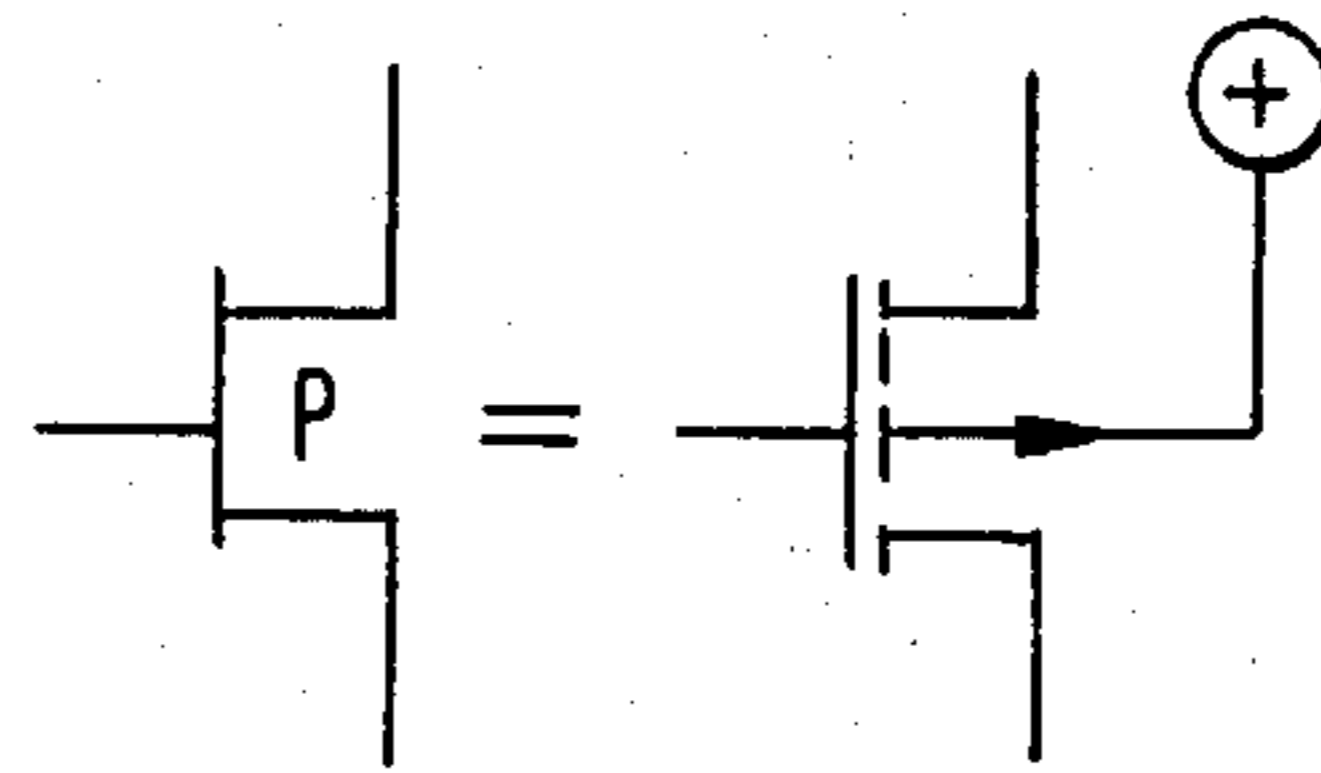 P = +